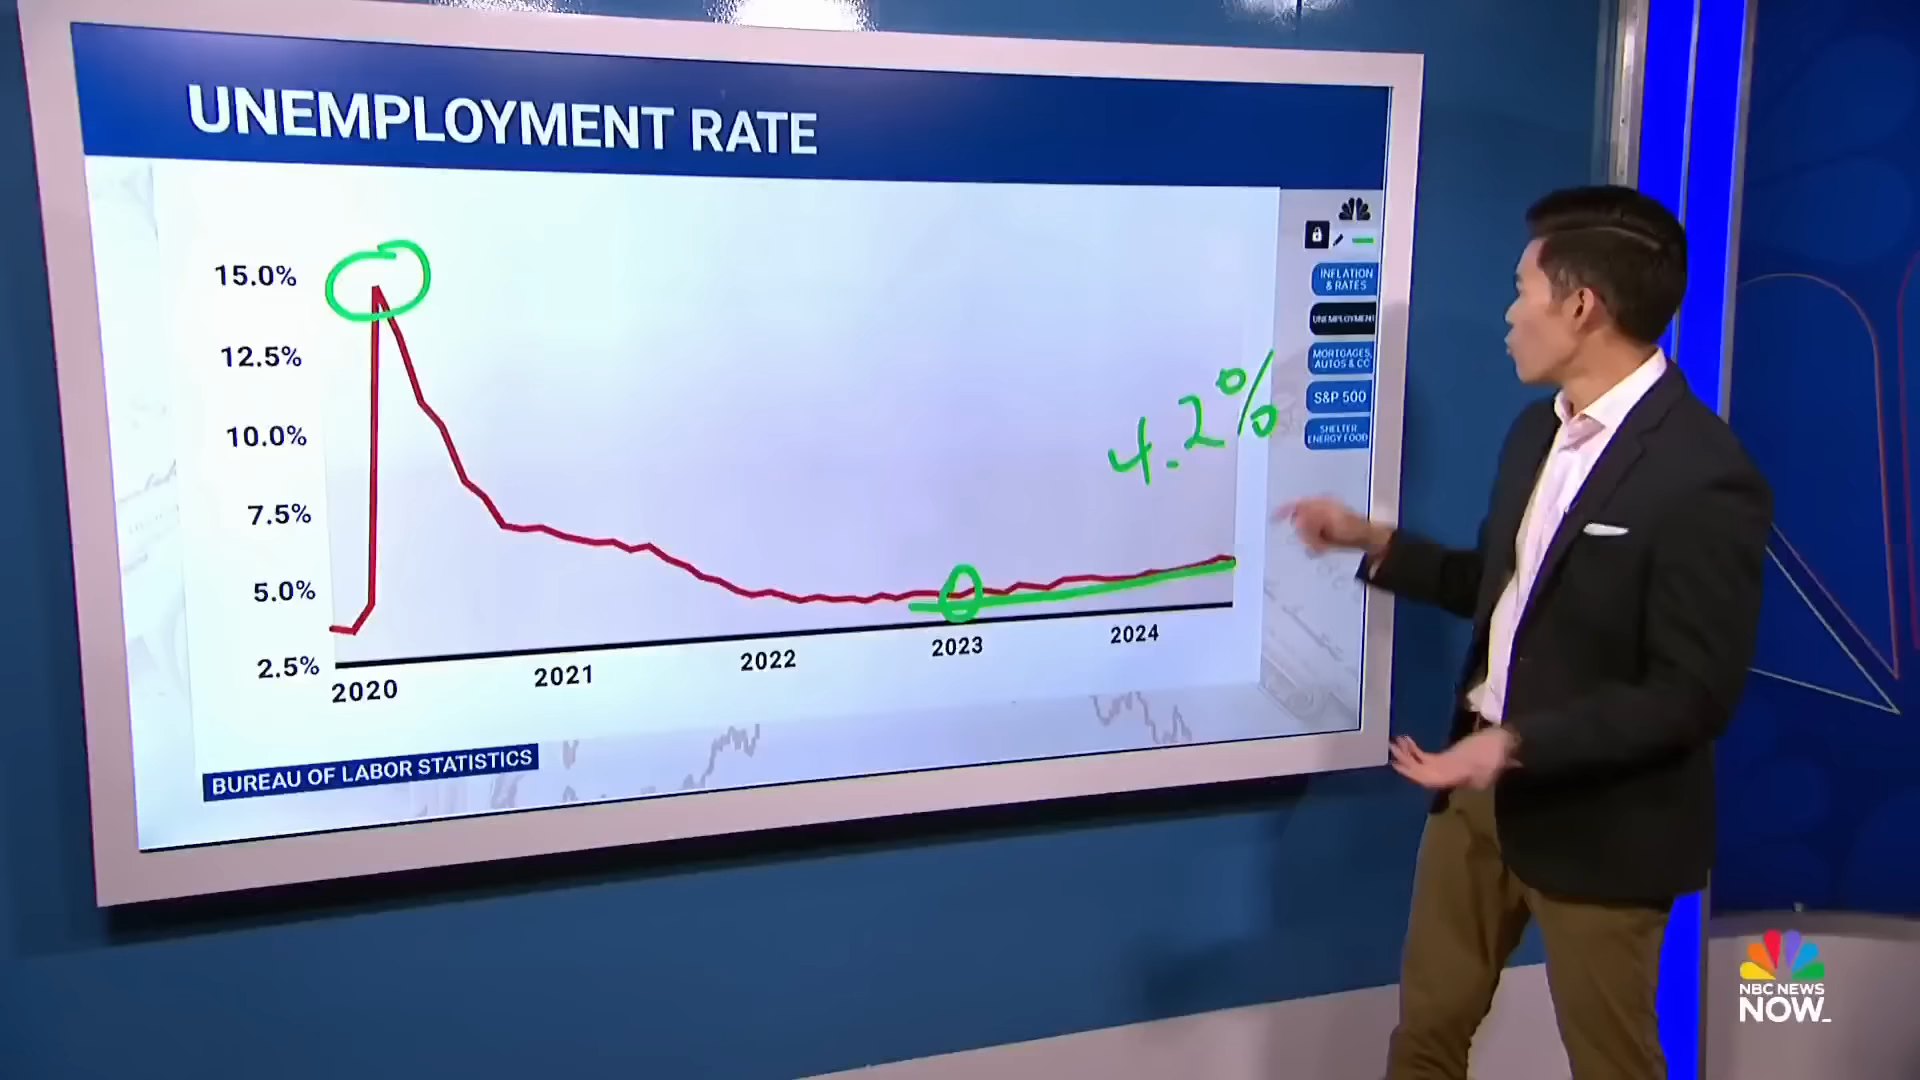 UNEMPLOYMENT RATE
15.0%
12.5%
10.0%
7.5%
5.0%
2.5%
2020
2021
2022
2023
2024
4.2%
BUREAU OF LABOR STATISTICS
INFLATION
& RATES
UNEMPLOYMENT
MORTGAGES,
AUTOS & CC
S&P 500
SHELTER
ENERGY FOOD
NBC NEWS
NOW_